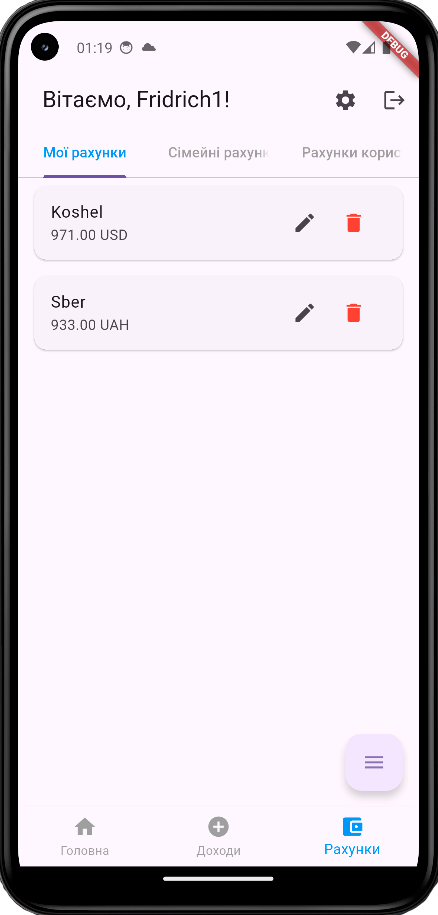 01:19
DEBUG
Вітаємо, Fridrich1!
Мої рахунки Сімейні рахунк Рахунки корис
Koshel
971.00 USD
Sber
933.00 UAH
Головна Доходи Рахунки